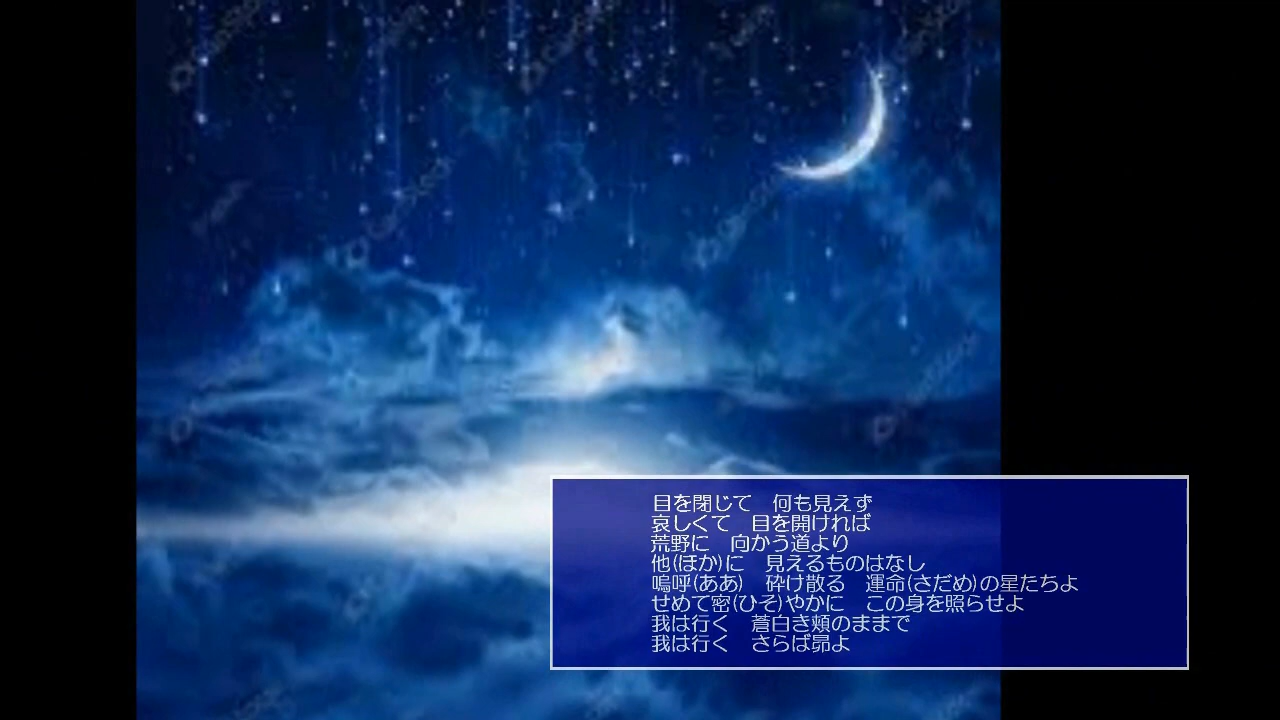 目を閉じて　何も見えず
哀しくて　目を開ければ
荒野に　向かう道より
他(ほか)に　見えるものはなし
嗚呼(ああ)　砕け散る　運命(さだめ)の星たちよ
せめて密(ひそ)やかに　この身を照らせよ
我は行く　蒼白き頬のままで
我は行く　さらば昴よ